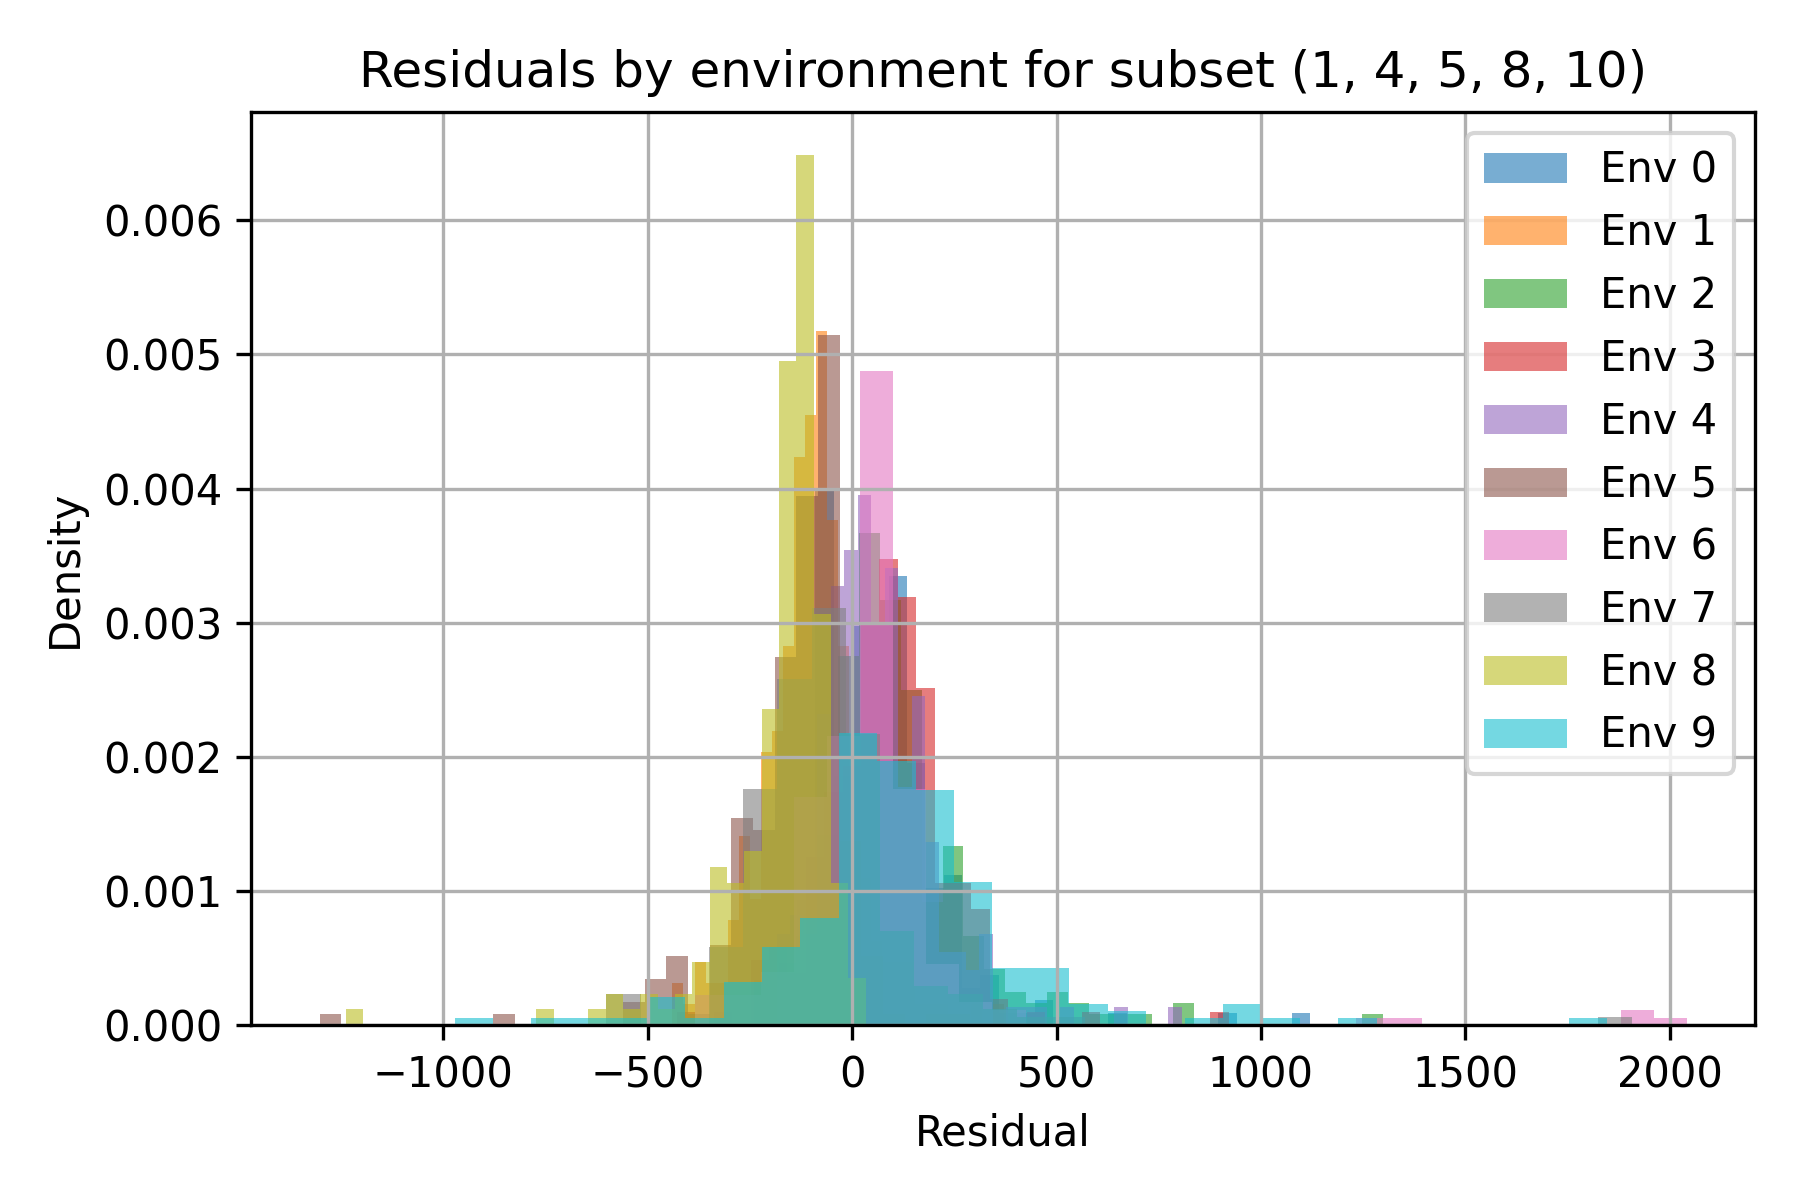 Residuals by environment for subset (1, 4, 5, 8, 10)
Density
0.006
0.005
0.004
0.003
0.002
0.001
0.000
−1000
−500
0
500
1000
1500
2000
Residual
Env 0
Env 1
Env 2
Env 3
Env 4
Env 5
Env 6
Env 7
Env 8
Env 9